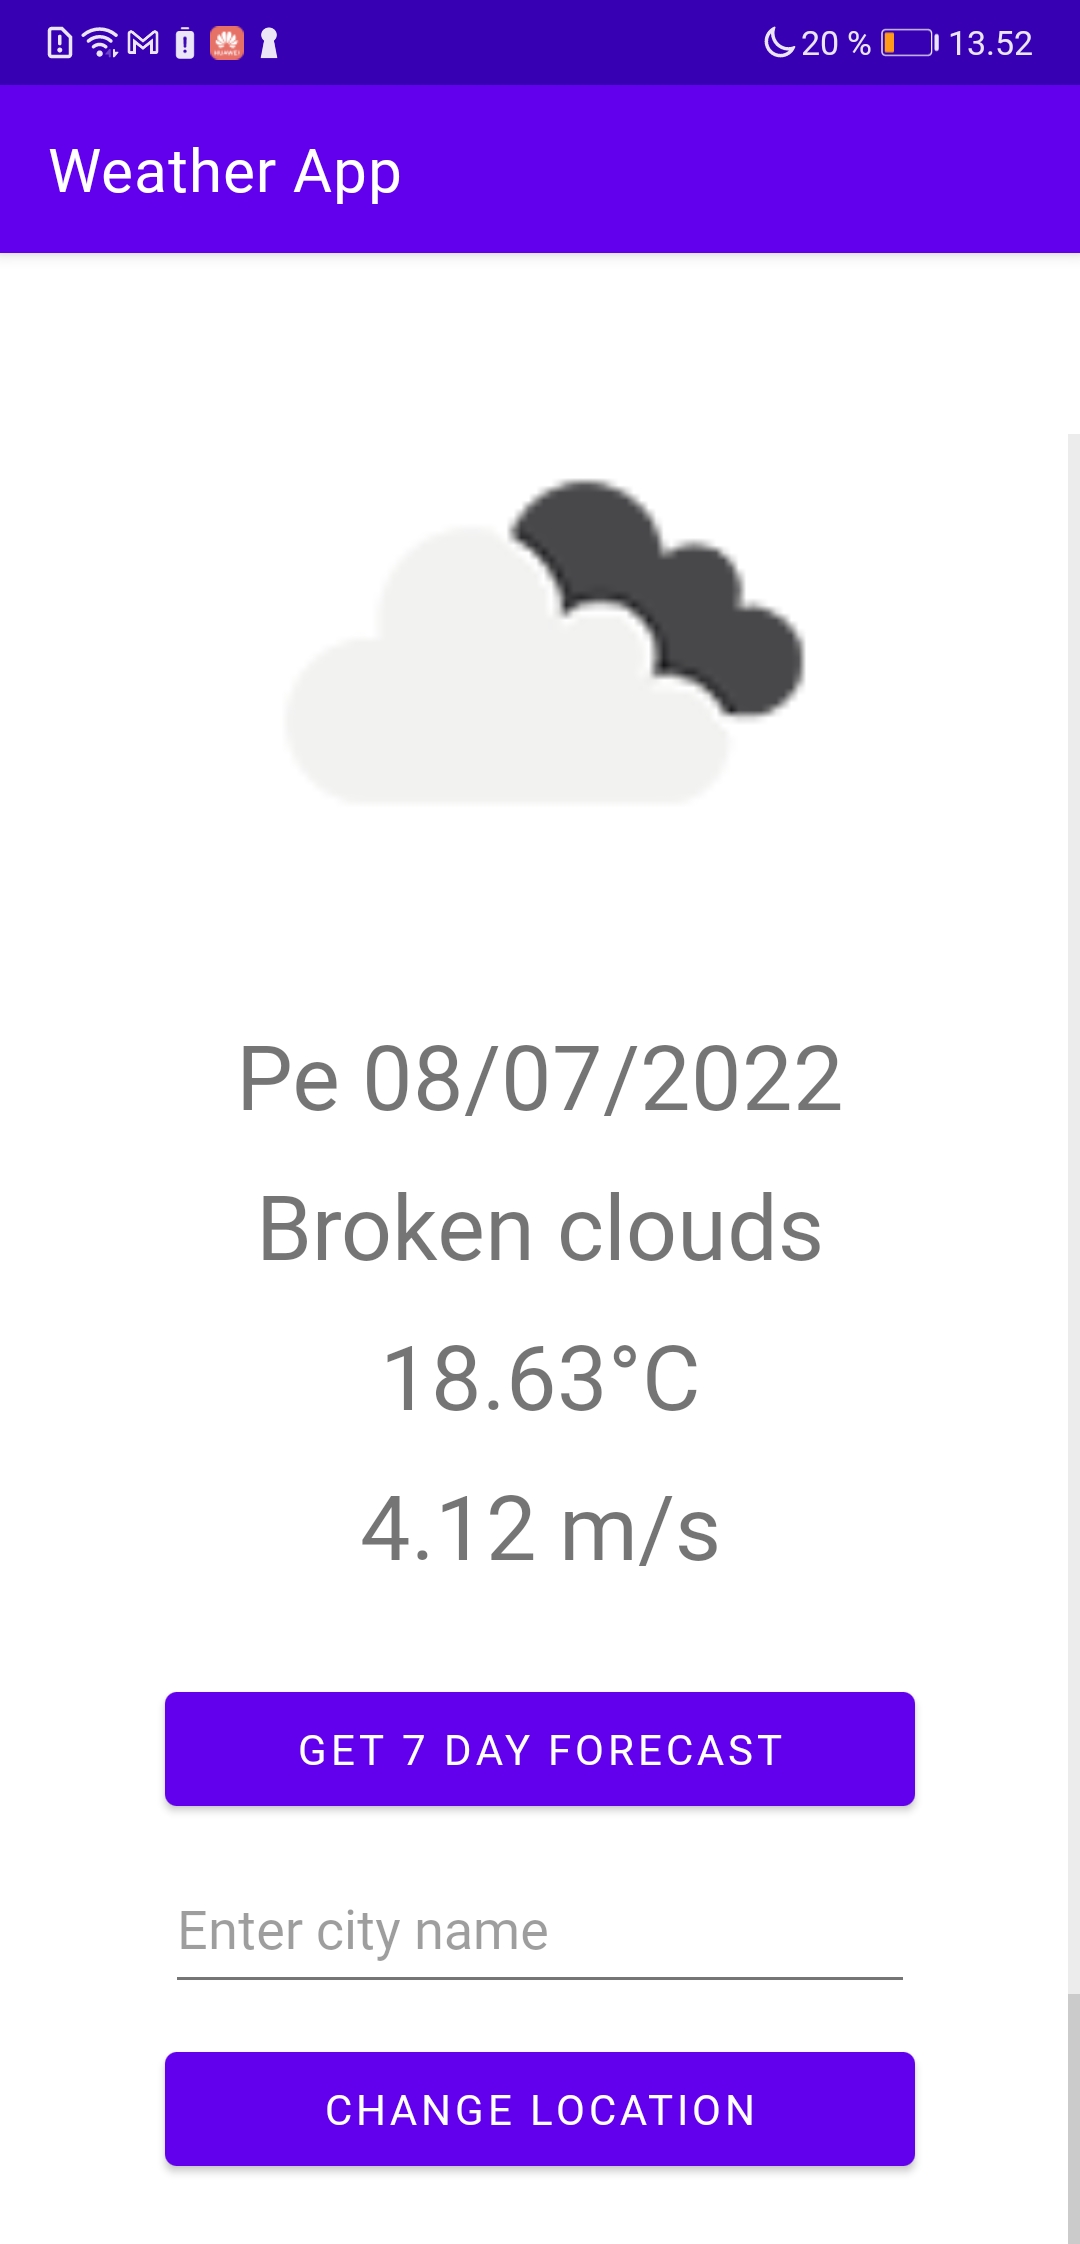 20 % 13.52
Weather App
Pe 08/07/2022
Broken clouds
18.63°C
4.12 m/s
GET 7 DAY FORECAST
Enter city name
CHANGE LOCATION